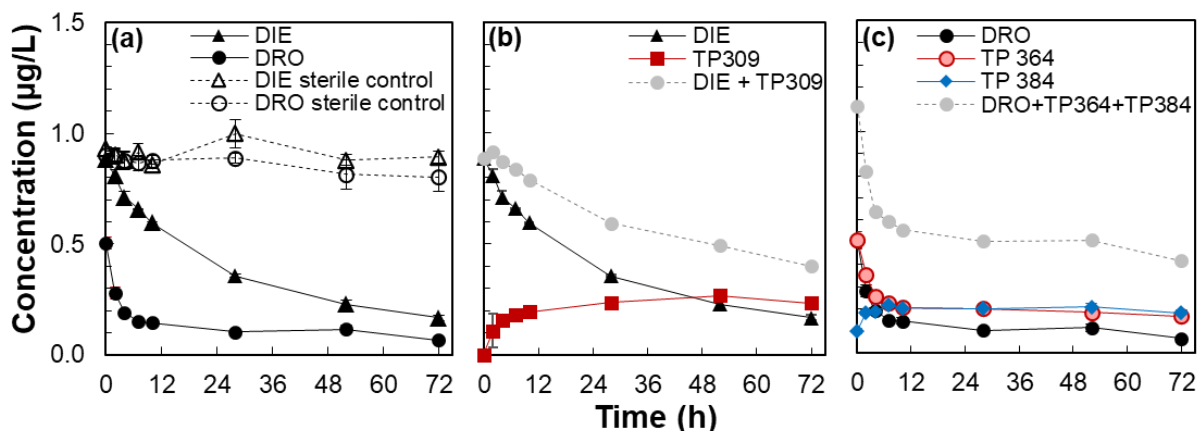 Concentration (µg/L)
1.5
1.0
0.5
0.0
(a)
DIE
DRO
DIE sterile control
DRO sterile control
0 12 24 36 48 60 72
(b)
DIE
TP309
DIE + TP309
0 12 24 36 48 60 72
(c)
DRO
TP 364
TP 384
DRO+TP364+TP384
0 12 24 36 48 60 72
Time (h)